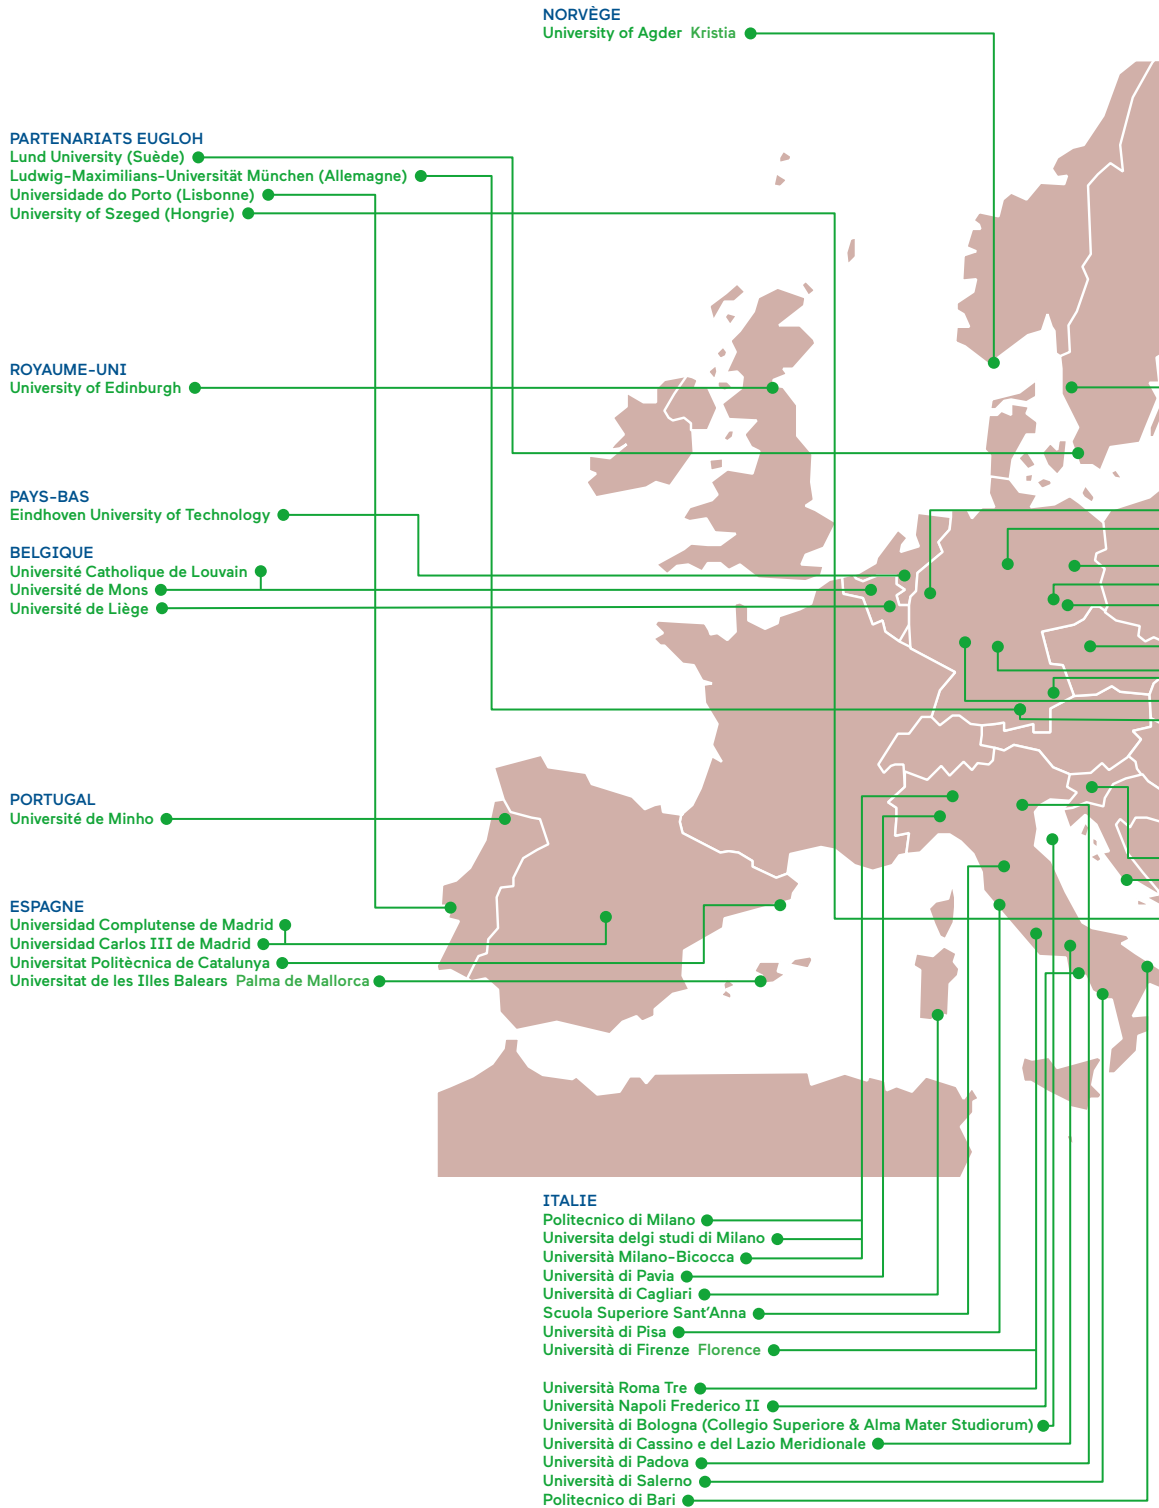 NORVÈGE
University of Agder Kristia
PARTENARIATS EUGLOH
Lund University (Suède)
Ludwig-Maximilians-Universität München (Allemagne)
Universidade do Porto (Lisbonne)
University of Szeged (Hongrie)
ROYAUME-UNI
University of Edinburgh
PAYS-BAS
Eindhoven University of Technology
BELGIQUE
Université Catholique de Louvain
Université de Mons
Université de Liège
PORTUGAL
Université de Minho
ESPAGNE
Universidad Complutense de Madrid
Universidad Carlos III de Madrid
Universitat Politècnica de Catalunya
Universitat de les Illes Balears Palma de Mallorca
ITALIE
Politecnico di Milano
Universita delgi studi di Milano
Università Milano-Bicocca
Università di Pavia
Università di Cagliari
Scuola Superiore Sant'Anna
Università di Pisa
Università di Firenze Florence
Università Roma Tre
Università Napoli Frederico II
Università di Bologna (Collegio Superiore & Alma Mater Studiorum)
Università di Cassino e del Lazio Meridionale
Università di Padova
Università di Salerno
Politecnico di Bari